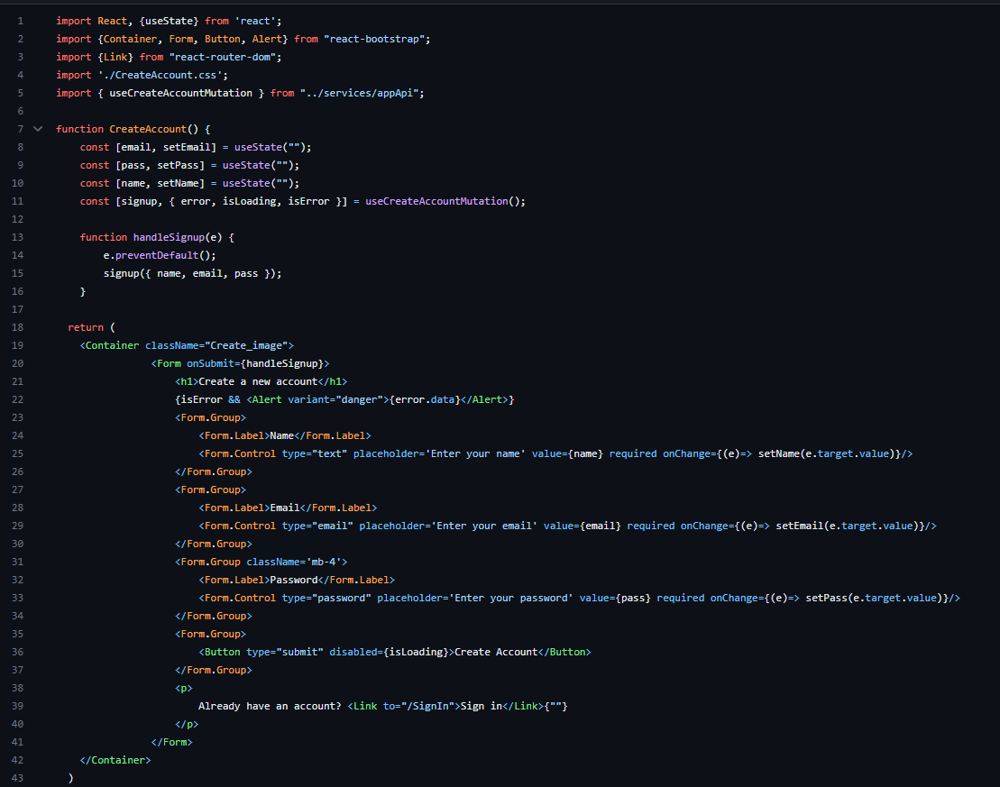 1 import React, {useState} from 'react';
2 import {Container, Form, Button, Alert} from "react-bootstrap";
3 import {Link} from "react-router-dom";
4 import './CreateAccount.css';
5 import { useCreateAccountMutation } from "../services/appApi";
6
7 function CreateAccount() {
8 const [email, setEmail] = useState("");
9 const [pass, setPass] = useState("");
10 const [name, setName] = useState("");
11 const [signup, { error, isLoading, isError }] = useCreateAccountMutation();
12
13 function handleSignup(e) {
14 e.preventDefault();
15 signup({ name, email, pass });
16 }
17
18 return (
19 <Container className="Create_image">
20 <Form onSubmit={handleSignup}>
21 <h1>Create a new account</h1>
22 {isError && <Alert variant="danger">{error.data}</Alert>}
23 <Form.Group>
24 <Form.Label>Name</Form.Label>
25 <Form.Control type="text" placeholder='Enter your name' value={name} required onChange={(e)=> setName(e.target.value)}/>
26 </Form.Group>
27 <Form.Group>
28 <Form.Label>Email</Form.Label>
29 <Form.Control type="email" placeholder='Enter your email' value={email} required onChange={(e)=> setEmail(e.target.value)}/>
30 </Form.Group>
31 <Form.Group className='mb-4'>
32 <Form.Label>Password</Form.Label>
33 <Form.Control type="password" placeholder='Enter your password' value={pass} required onChange={(e)=> setPass(e.target.value)}/>
34 </Form.Group>
35 <Form.Group>
36 <Button type="submit" disabled={isLoading}>Create Account</Button>
37 </Form.Group>
38 <p>
39 Already have an account? <Link to="/SignIn">Sign in</Link>{""}
40 </p>
41 </Form>
42 </Container>
43 )